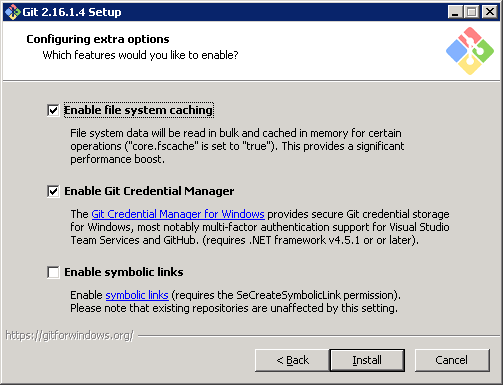 Git 2.16.1.4 Setup
Configuring extra options
Which features would you like to enable?
Enable file system caching
File system data will be read in bulk and cached in memory for certain
operations ("core.fscache" is set to "true"). This provides a significant
performance boost.
Enable Git Credential Manager
The Git Credential Manager for Windows provides secure Git credential storage
for Windows, most notably multi-factor authentication support for Visual Studio
Team Services and GitHub. (requires .NET framework v4.5.1 or or later).
Enable symbolic links
Enable symbolic links (requires the SeCreateSymbolicLink permission).
Please note that existing repositories are unaffected by this setting.
https://gitforwindows.org/
< Back
Install
Cancel